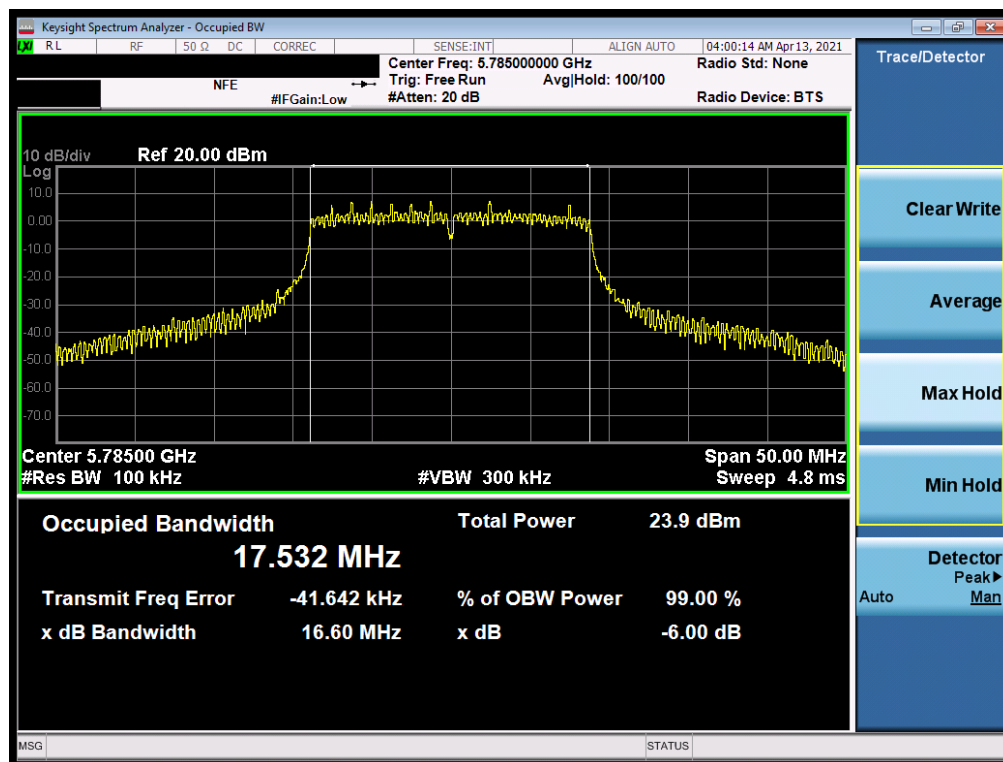 Keysight Spectrum Analyzer - Occupied BW
LXI RL RF 50 Ω DC CORREC SENSE:INT ALIGN AUTO 04:00:14 AM Apr 13, 2021
Center Freq: 5.785000000 GHz Radio Std: None
NFE Trig: Free Run Avg|Hold: 100/100
#IFGain:Low #Atten: 20 dB Radio Device: BTS
Trace/Detector
10 dB/div Ref 20.00 dBm
Log
10.0
0.00
-10.0
-20.0
-30.0
-40.0
-50.0
-60.0
-70.0
Center 5.78500 GHz Span 50.00 MHz
#Res BW 100 kHz #VBW 300 kHz Sweep 4.8 ms
Occupied Bandwidth Total Power 23.9 dBm
17.532 MHz
Transmit Freq Error -41.642 kHz % of OBW Power 99.00 %
x dB Bandwidth 16.60 MHz x dB -6.00 dB
Clear Write
Average
Max Hold
Min Hold
Detector
Peak▶
Auto Man
MSG STATUS